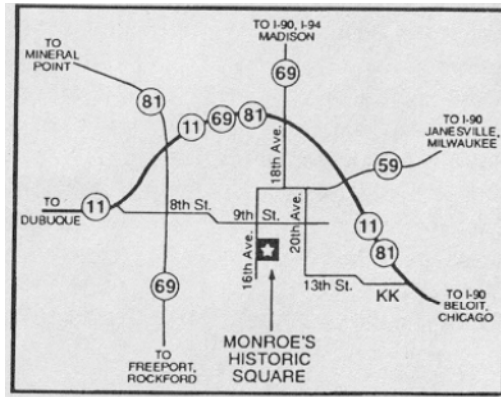 TO I-90, I-94
MADISON
TO
MINERAL
POINT
69
81
11
69
81
TO I-90
JANESVILLE,
MILWAUKEE
59
18th Ave.
TO
DUBUQUE
11
8th St.
9th St.
16th Ave.
20th Ave.
11
81
69
13th St.
KK
TO I-90
BELOIT,
CHICAGO
TO
FREEPORT,
ROCKFORD
MONROE'S
HISTORIC
SQUARE